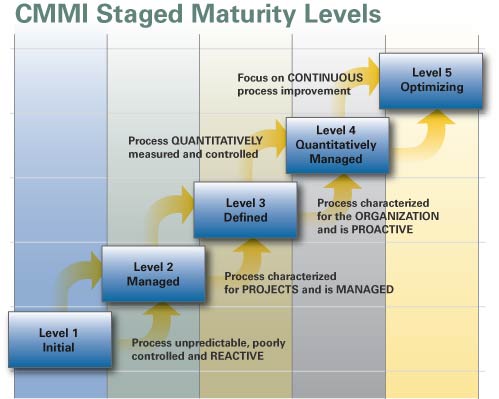 CMMI Staged Maturity Levels
Level 5
Optimizing
Focus on CONTINUOUS
process improvement
Level 4
Quantitatively
Managed
Process QUANTITATIVELY
measured and controlled
Level 3
Defined
Process characterized
for the ORGANIZATION
and is PROACTIVE
Level 2
Managed
Process characterized
for PROJECTS and is MANAGED
Level 1
Initial
Process unpredictable, poorly
controlled and REACTIVE